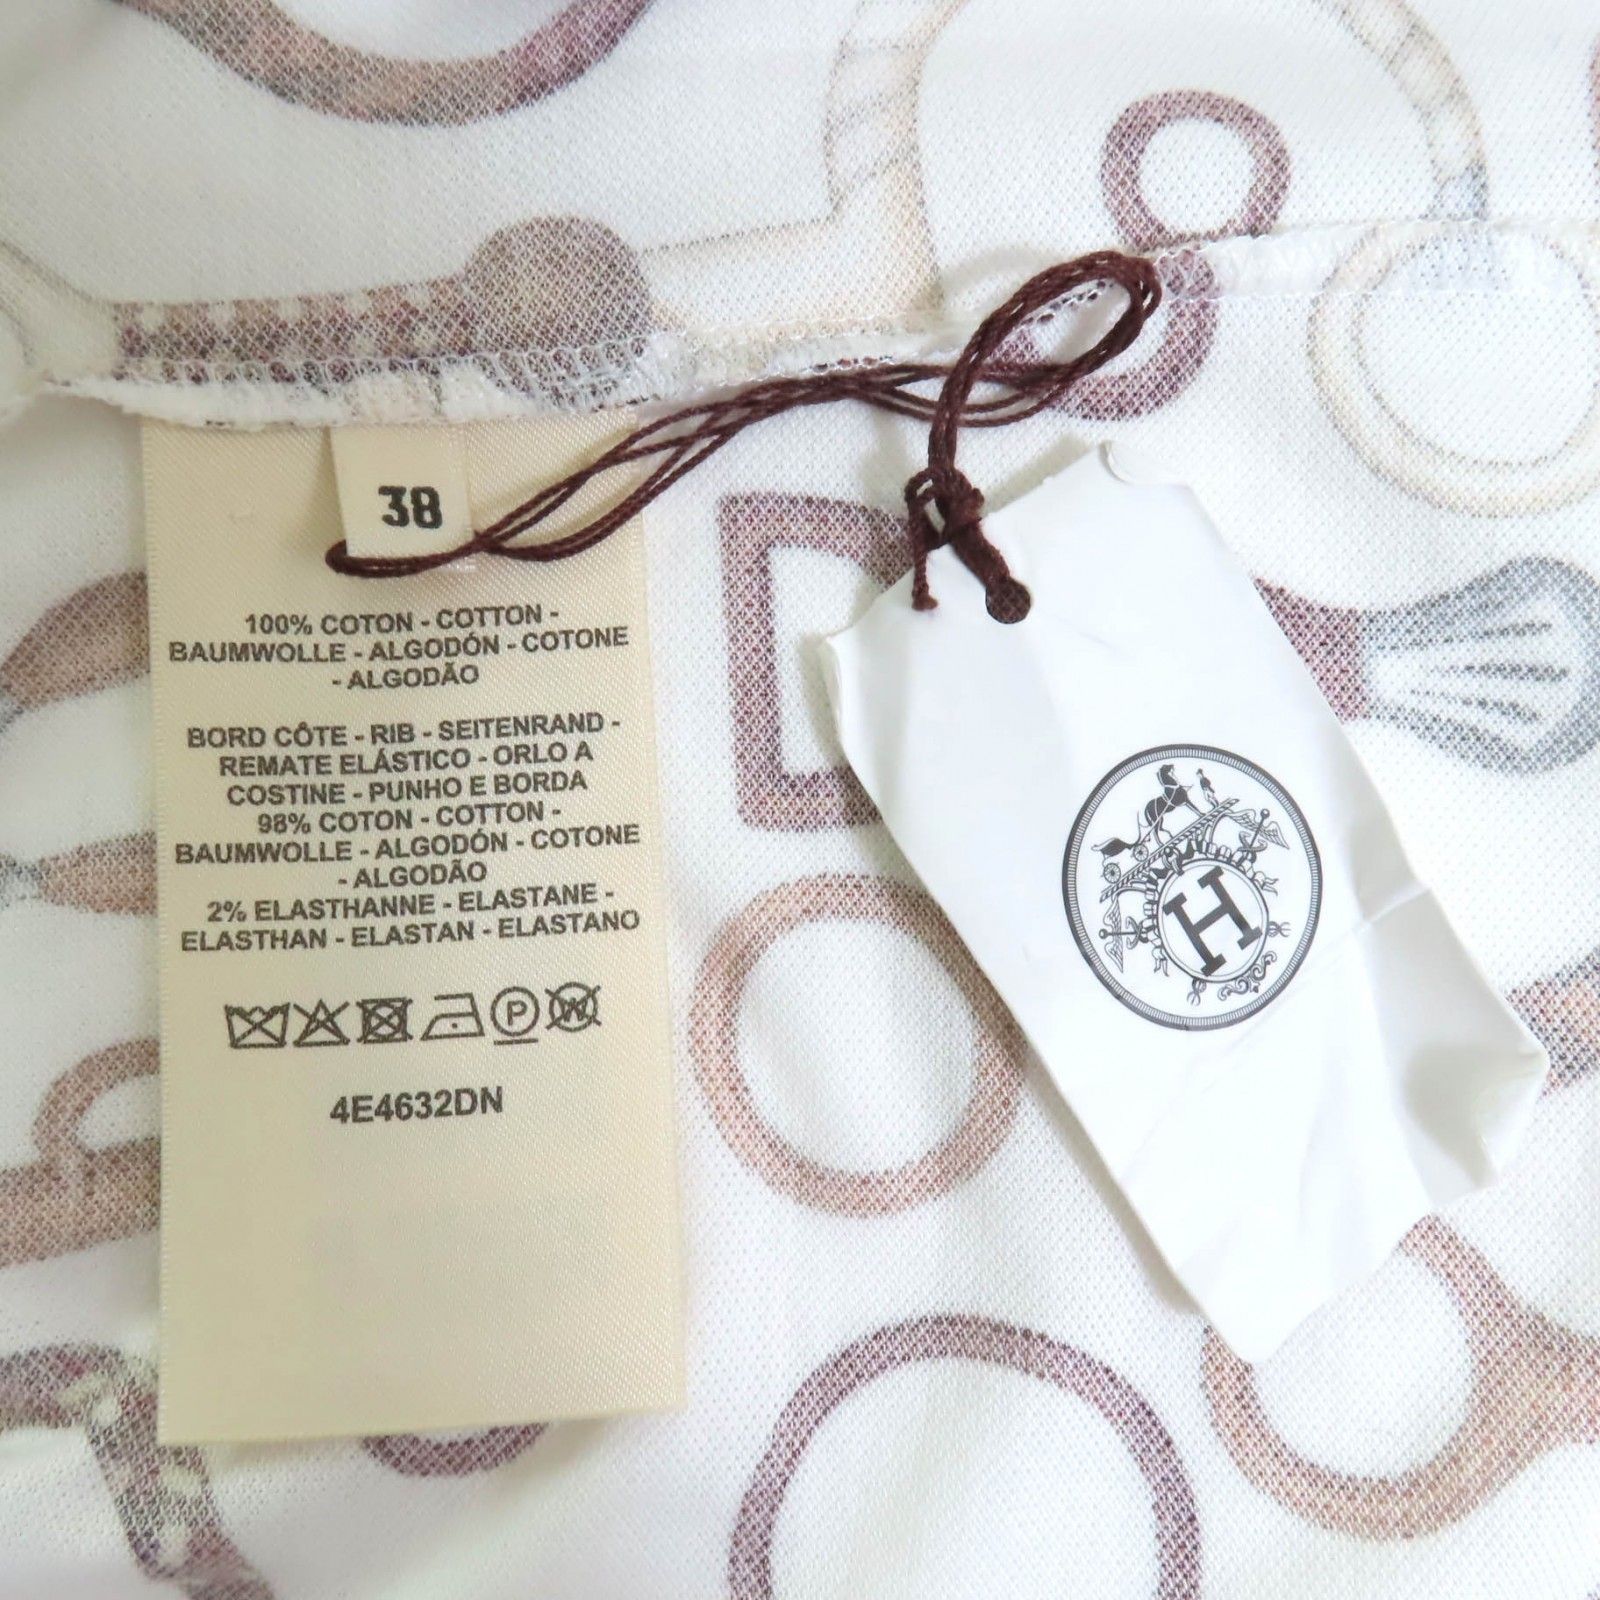 38
100% COTON - COTTON -
BAUMWOLLE - ALGODÓN - COTONE
- ALGODÃO
BORD CÔTE - RIB - SEITENRAND -
REMATE ELÁSTICO - ORLO A
COSTINE - PUNHO E BORDA
98% COTON - COTTON -
BAUMWOLLE - ALGODÓN - COTONE
- ALGODÃO
2% ELASTHANNE - ELASTANE -
ELASTHAN - ELASTAN - ELASTANO
P W
4E4632DN
H